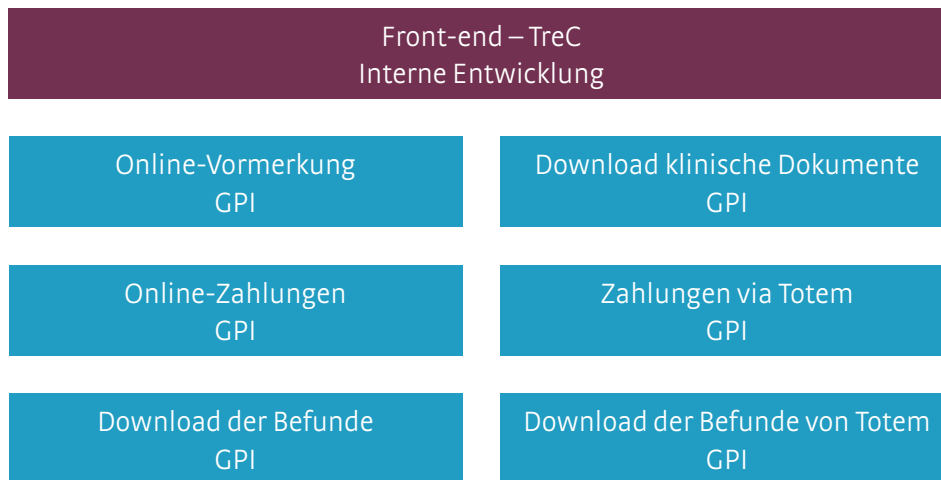 Front-end – TreC
Interne Entwicklung
Online-Vormerkung
GPI
Download klinische Dokumente
GPI
Online-Zahlungen
GPI
Zahlungen via Totem
GPI
Download der Befunde
GPI
Download der Befunde von Totem
GPI